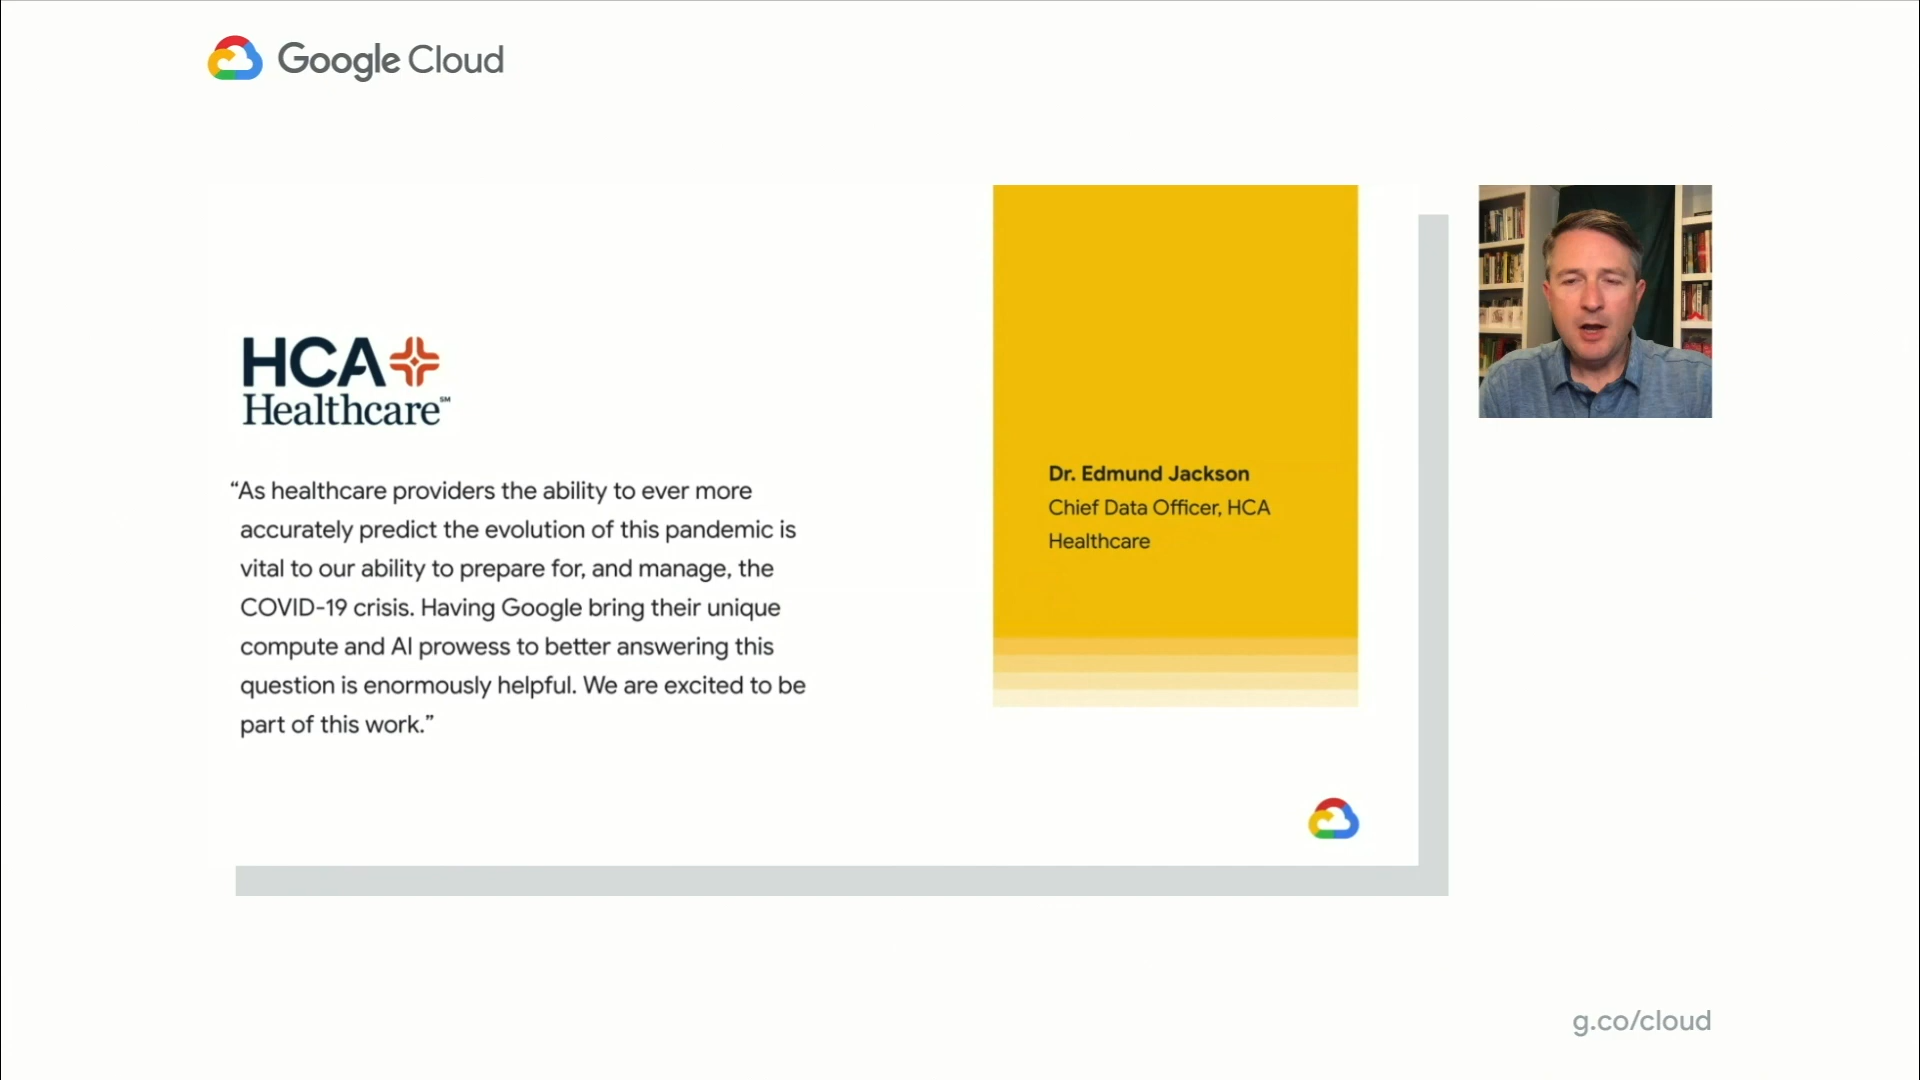 Google Cloud
HCA
Healthcare℠
“As healthcare providers the ability to ever more
accurately predict the evolution of this pandemic is
vital to our ability to prepare for, and manage, the
COVID-19 crisis. Having Google bring their unique
compute and AI prowess to better answering this
question is enormously helpful. We are excited to be
part of this work.”
Dr. Edmund Jackson
Chief Data Officer, HCA
Healthcare
g.co/cloud